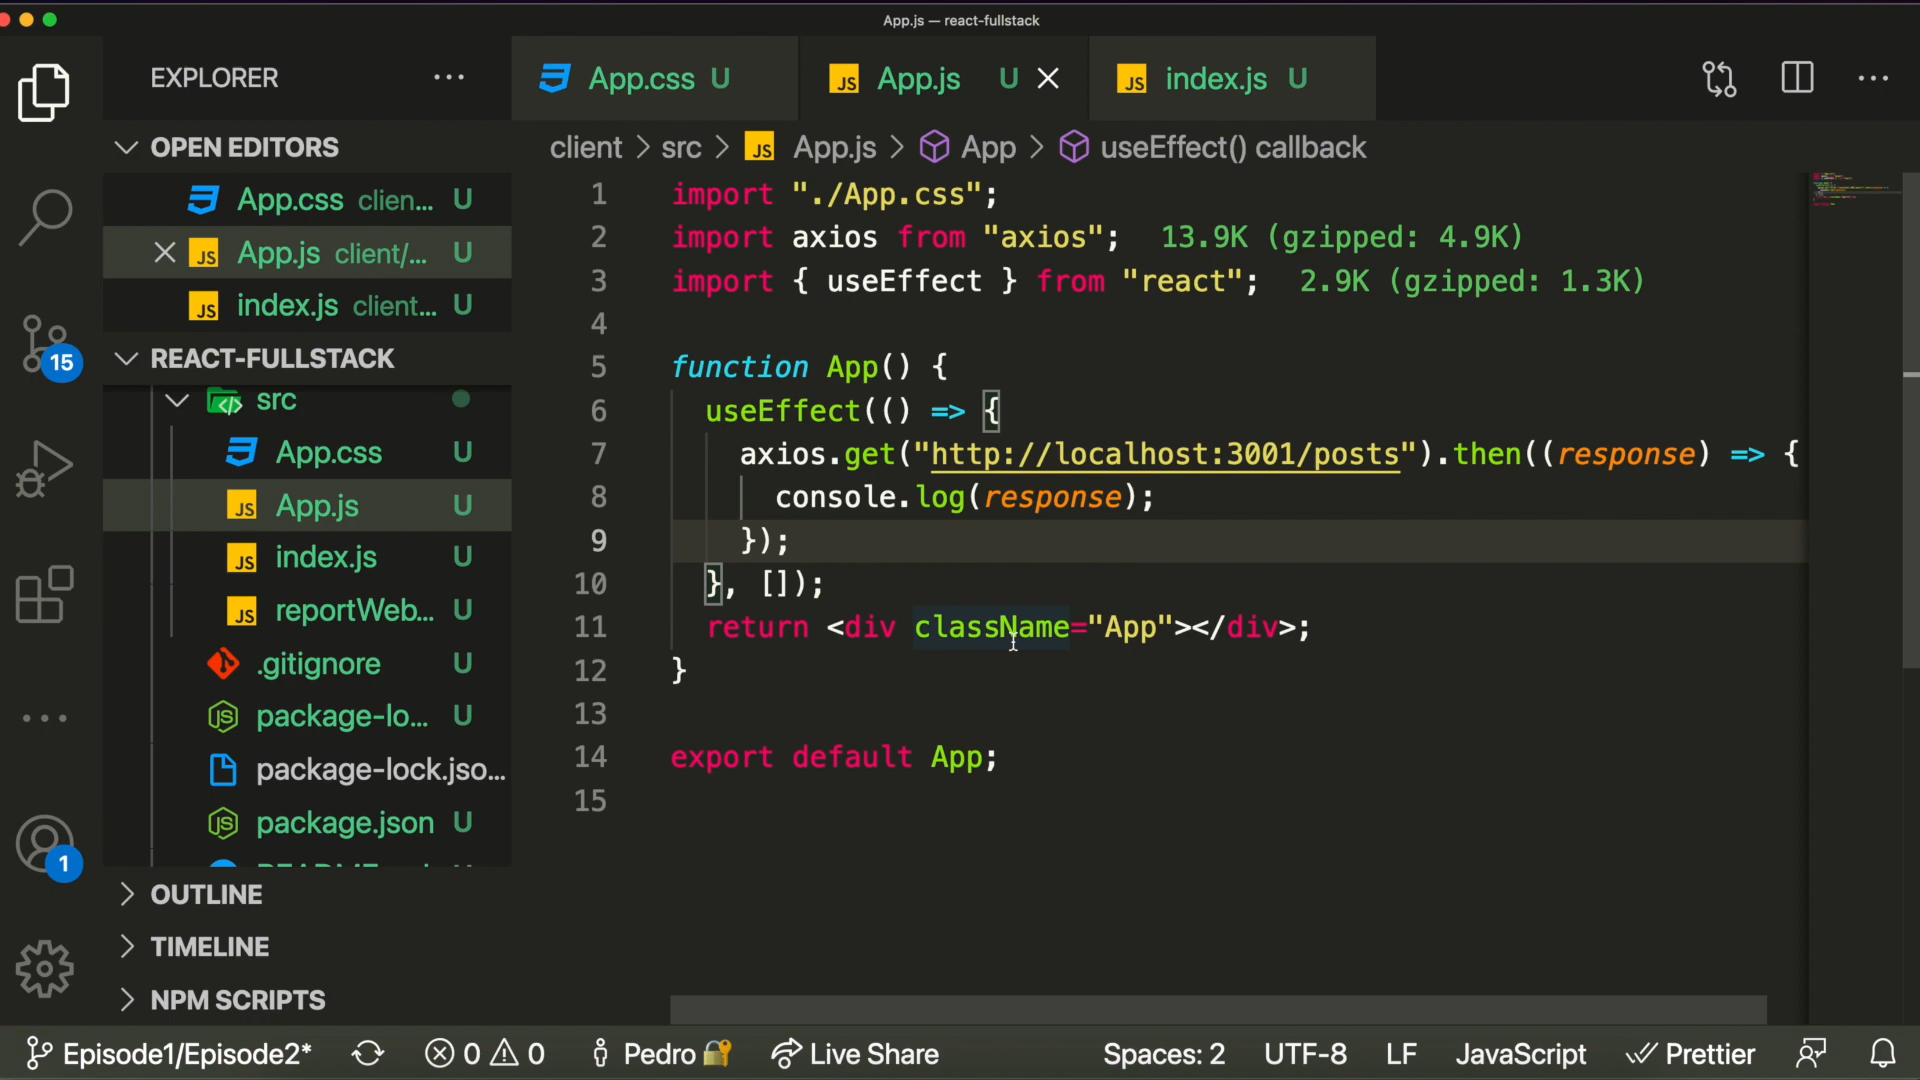 App.js — react-fullstack
EXPLORER
App.css U
App.js U
index.js U
OPEN EDITORS
App.css clien... U
App.js client/... U
index.js client... U
REACT-FULLSTACK
src
App.css U
App.js U
index.js U
reportWeb... U
.gitignore U
package-lo... U
package-lock.jso...
package.json U
OUTLINE
TIMELINE
NPM SCRIPTS
15
1
client > src > JS App.js > App > useEffect() callback
1 import "./App.css";
2 import axios from "axios"; 13.9K (gzipped: 4.9K)
3 import { useEffect } from "react"; 2.9K (gzipped: 1.3K)
4
5 function App() {
6 useEffect(() => {
7 axios.get("http://localhost:3001/posts").then((response) => {
8 console.log(response);
9 });
10 }, []);
11 return <div className="App"></div>;
12 }
13
14 export default App;
15
Episode1/Episode2* 0 0 Pedro Live Share Spaces: 2 UTF-8 LF JavaScript Prettier